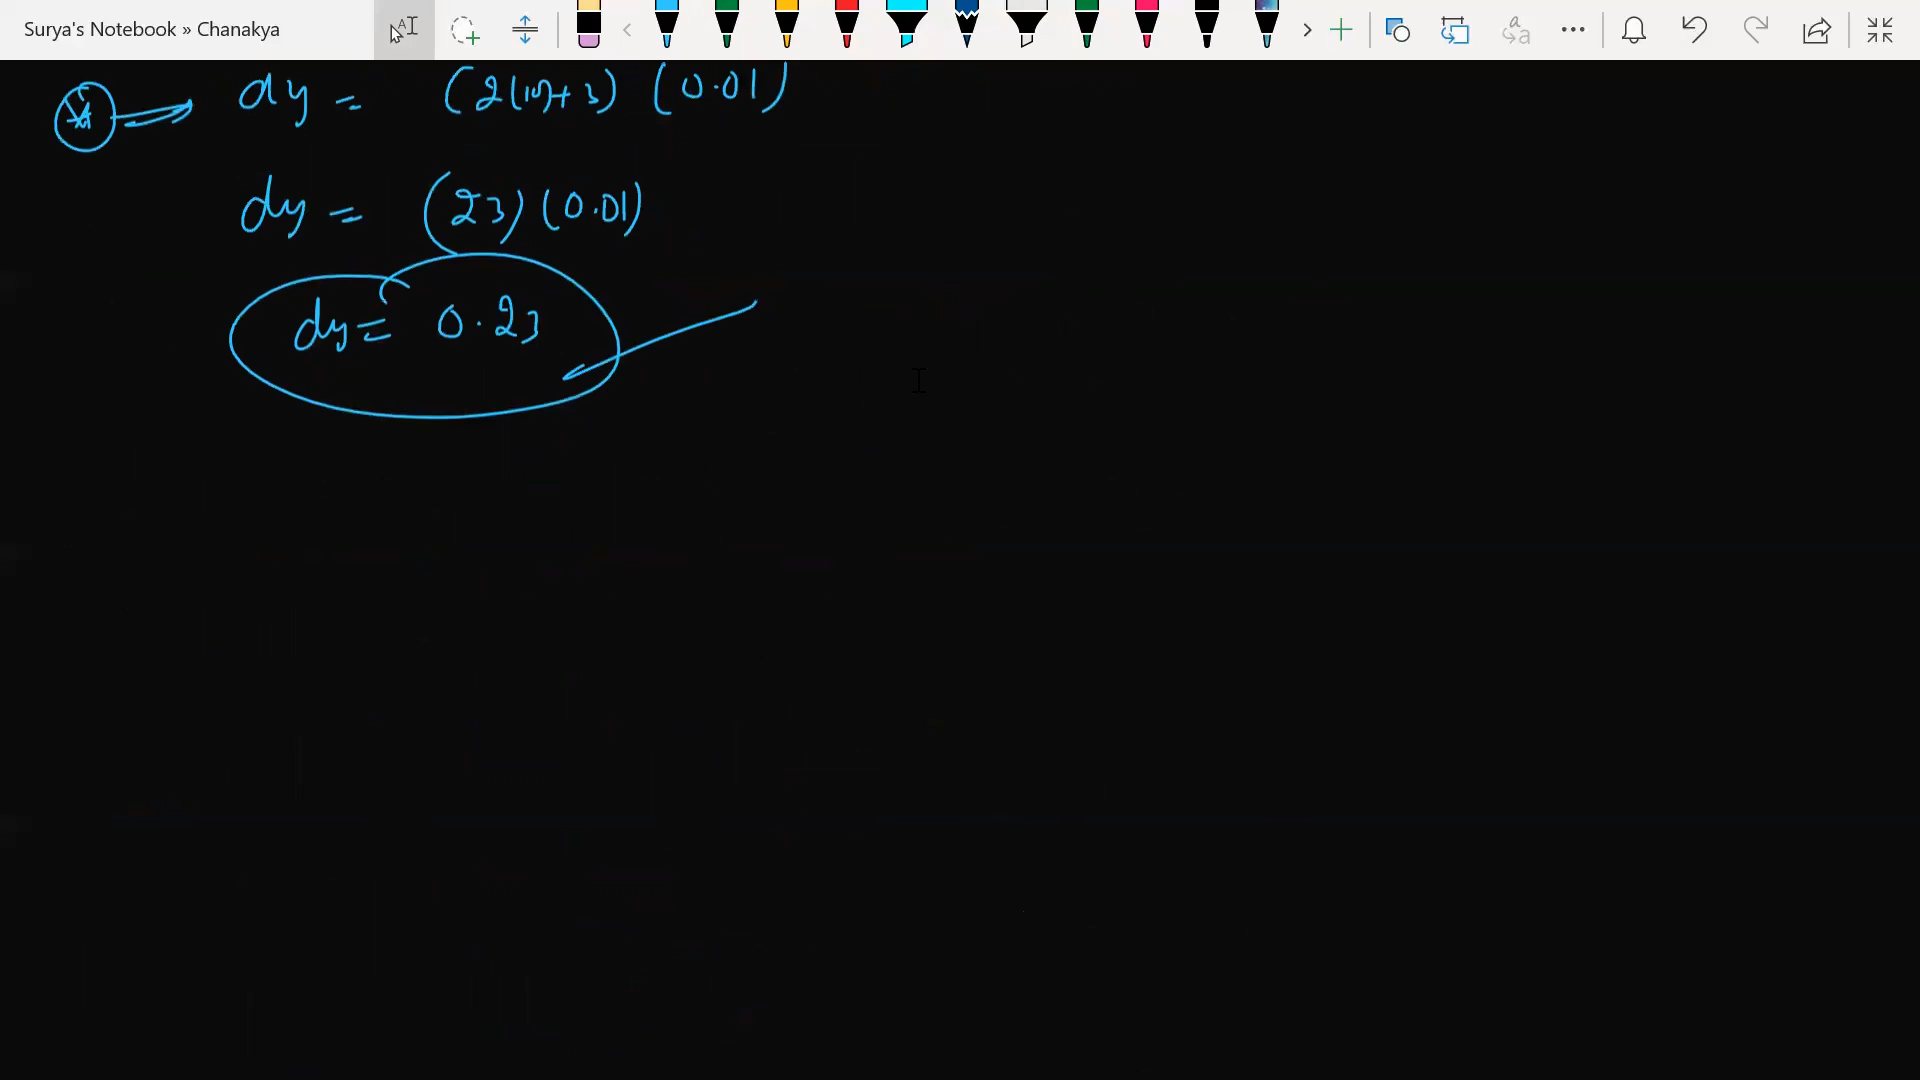 Surya's Notebook » Chanakya
dy = (2(10)+3) (0.01)
dy = (23)(0.01)
dy = 0.23